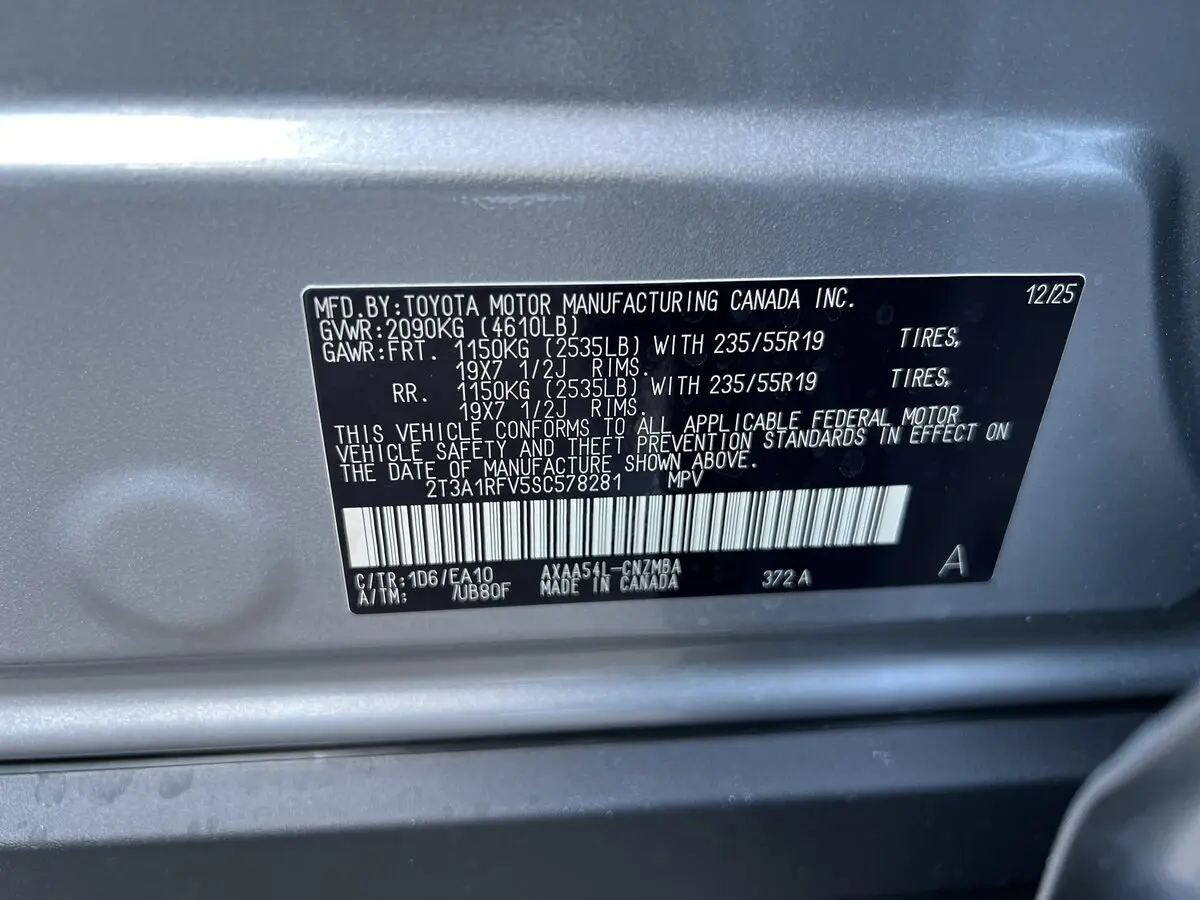 MFD.BY:TOYOTA MOTOR MANUFACTURING CANADA INC. 12/25
GVWR:2090KG (4610LB)
GAWR:FRT. 1150KG (2535LB) WITH 235/55R19 TIRES,
19X7 1/2J RIMS.
RR. 1150KG (2535LB) WITH 235/55R19 TIRES,
19X7 1/2J RIMS.
THIS VEHICLE CONFORMS TO ALL APPLICABLE FEDERAL MOTOR
VEHICLE SAFETY AND THEFT PREVENTION STANDARDS IN EFFECT ON
THE DATE OF MANUFACTURE SHOWN ABOVE.
2T3A1RFV5SC578281 MPV
C/TR:1D6/EA10 AXAA54L-CNZMBA 372A
A/TM: /UB80F MADE IN CANADA
A